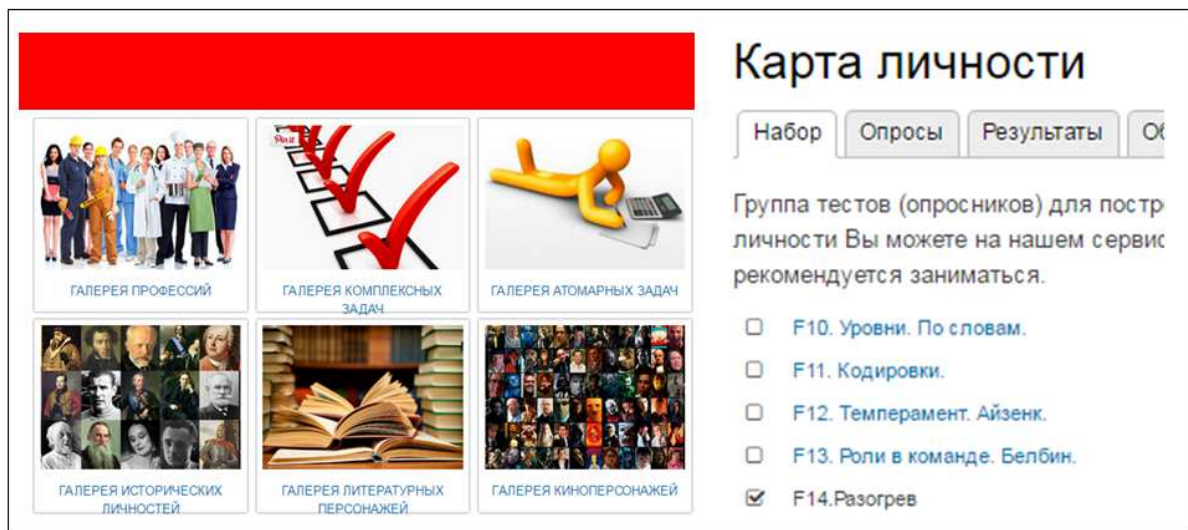 Pinit
ГАЛЕРЕЯ ПРОФЕССИЙ
ГАЛЕРЕЯ КОМПЛЕКСНЫХ
ЗАДАЧ
ГАЛЕРЕЯ АТОМАРНЫХ ЗАДАЧ
ГАЛЕРЕЯ ИСТОРИЧЕСКИХ
ЛИЧНОСТЕЙ
ГАЛЕРЕЯ ЛИТЕРАТУРНЫХ
ПЕРСОНАЖЕЙ
ГАЛЕРЕЯ КИНОПЕРСОНАЖЕЙ
Карта личности
Набор Опросы Результаты Об
Группа тестов (опросников) для постр
личности Вы можете на нашем сервис
рекомендуется заниматься.
F10. Уровни. По словам.
F11. Кодировки.
F12. Темперамент. Айзенк.
F13. Роли в команде. Белбин.
F14.Разогрев